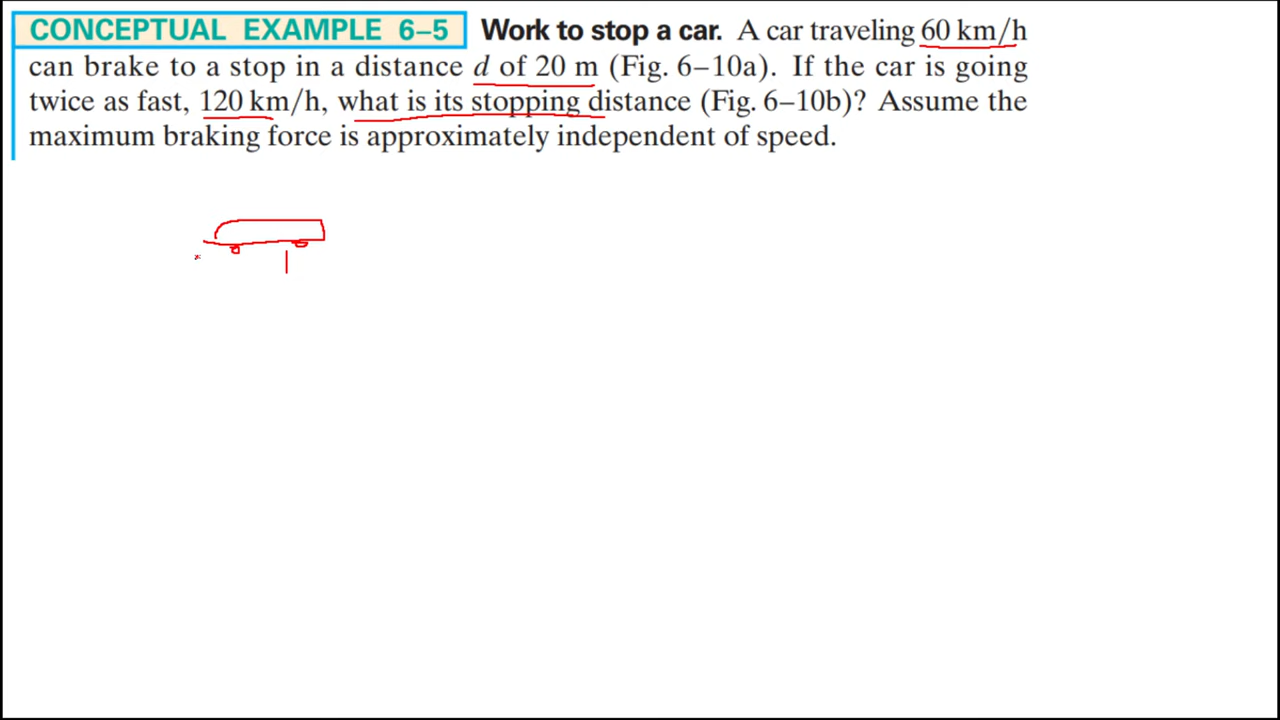 CONCEPTUAL EXAMPLE 6–5 Work to stop a car. A car traveling 60 km/h
can brake to a stop in a distance d of 20 m (Fig. 6–10a). If the car is going
twice as fast, 120 km/h, what is its stopping distance (Fig. 6–10b)? Assume the
maximum braking force is approximately independent of speed.